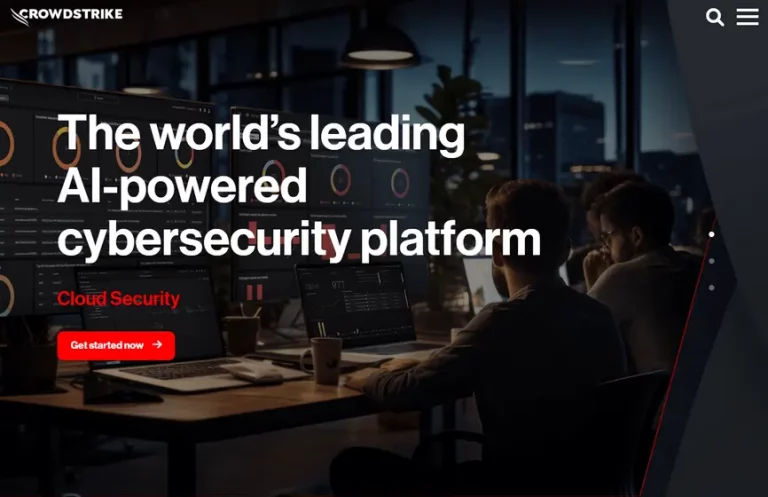 CROWDSTRIKE
The world's leading
AI-powered
cybersecurity platform
Cloud Security
Get started now →